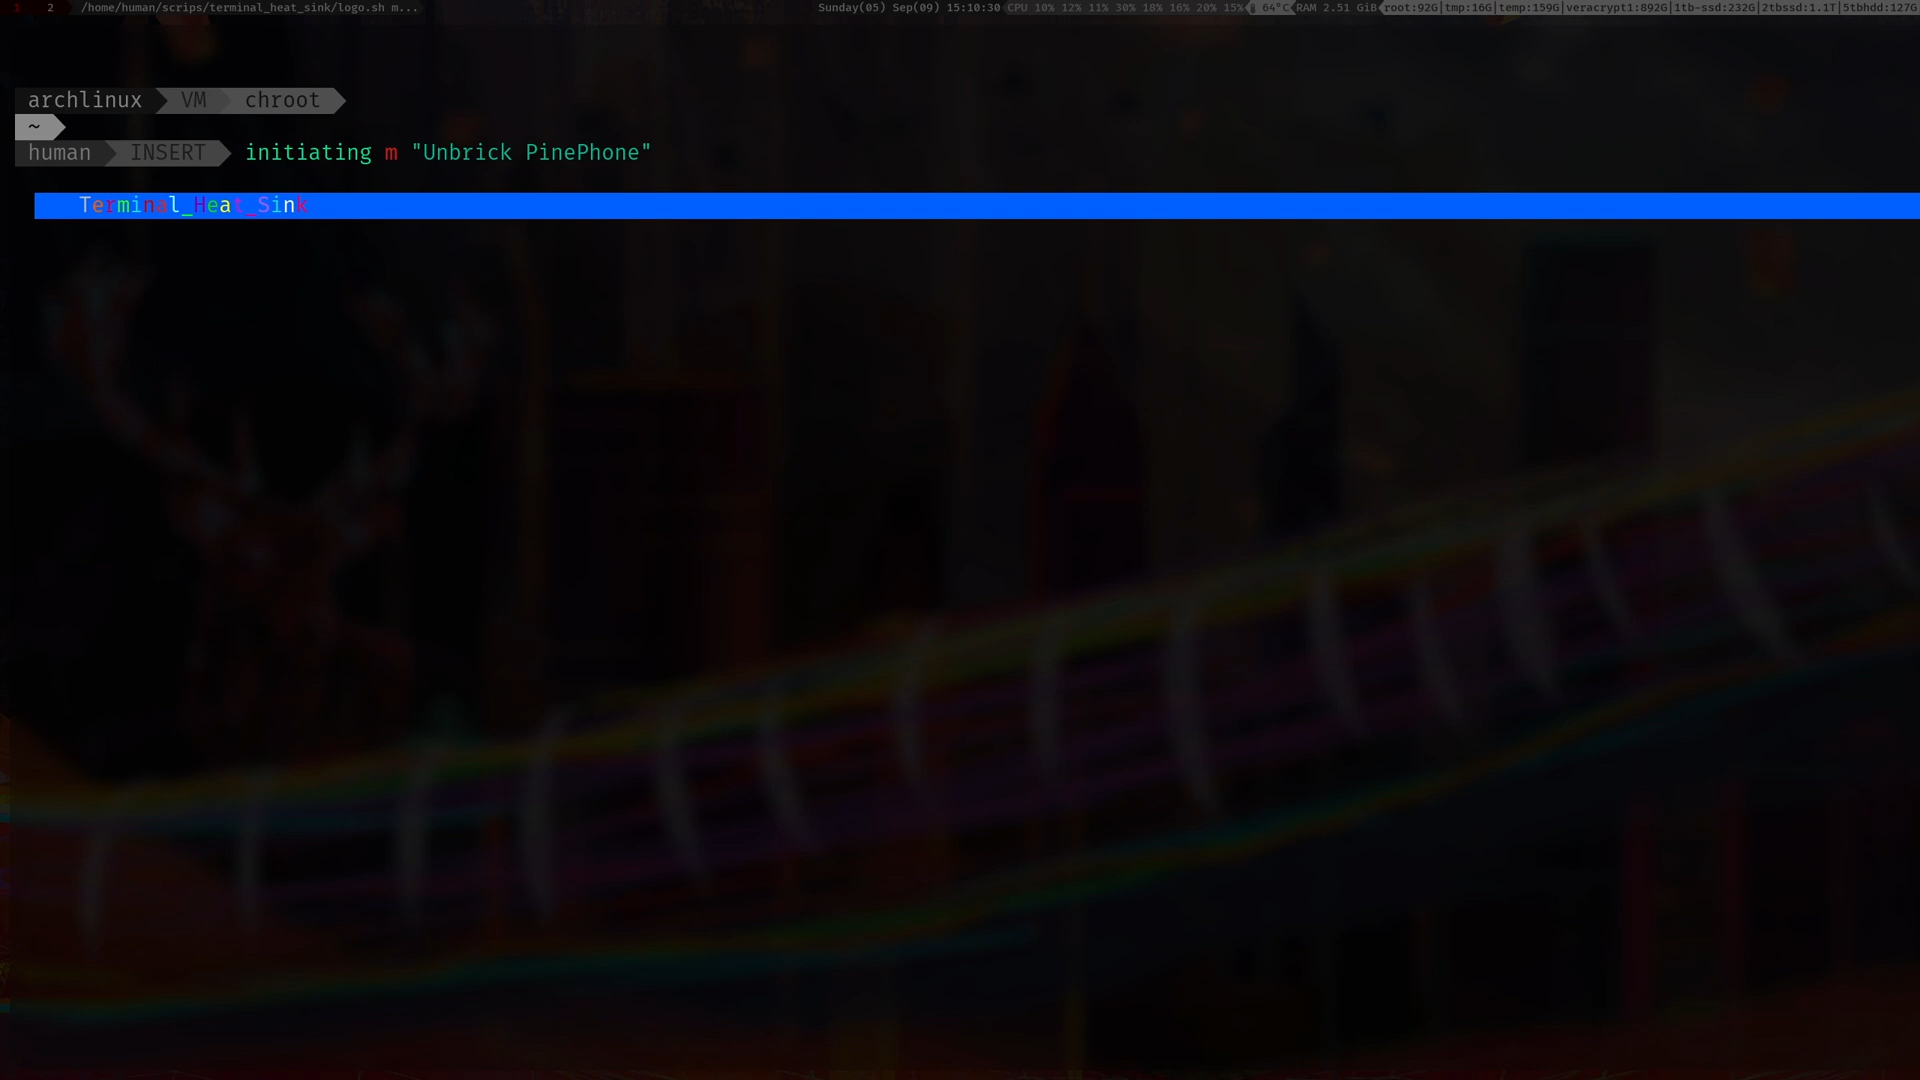 1 2 /home/human/scrips/terminal_heat_sink/logo.sh m... Sunday(05) Sep(09) 15:10:30 CPU 10% 12% 11% 30% 18% 16% 20% 15% 64°C RAM 2.51 GiB root:92G|tmp:16G|temp:159G|veracrypt1:892G|1tb-ssd:232G|2tbssd:1.1T|5tbhdd:127G
archlinux VM chroot
~
human INSERT initiating m "Unbrick PinePhone"
Terminal_Heat_Sink